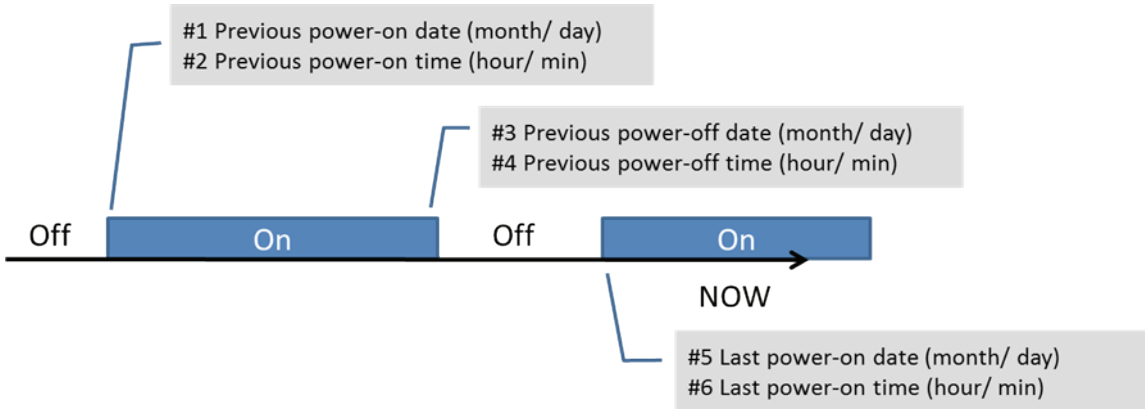 #1 Previous power-on date (month/ day)
#2 Previous power-on time (hour/ min)
#3 Previous power-off date (month/ day)
#4 Previous power-off time (hour/ min)
Off On Off On
NOW
#5 Last power-on date (month/ day)
#6 Last power-on time (hour/ min)